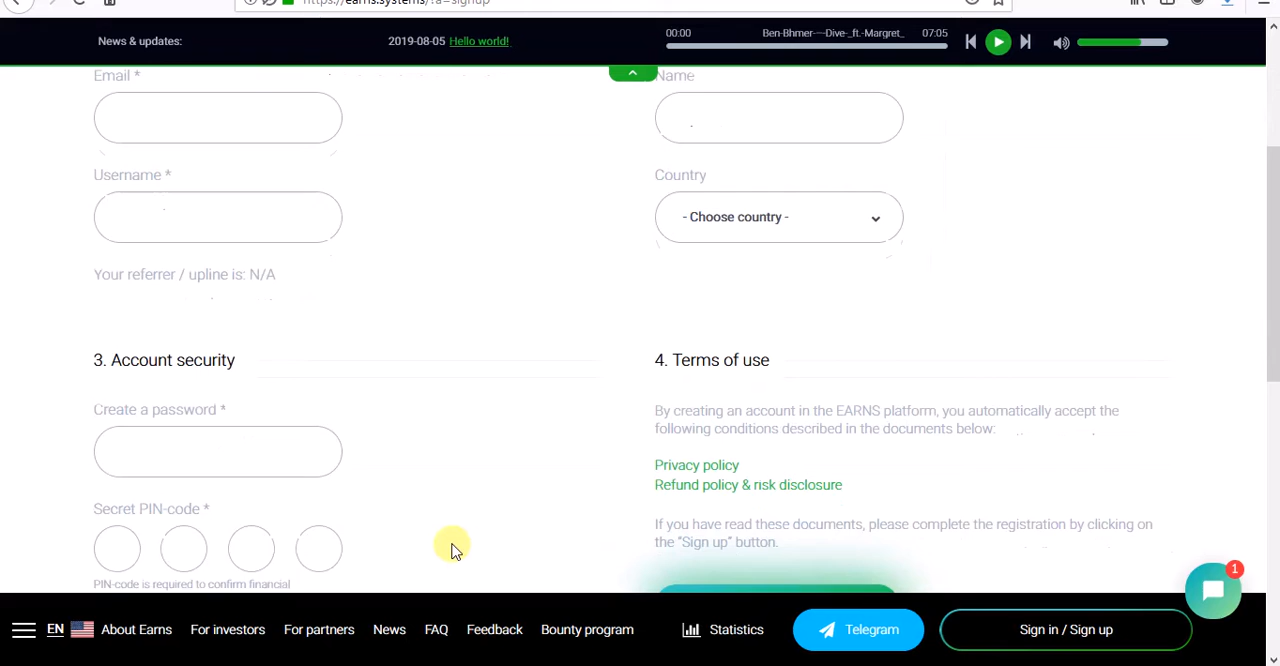 https://earns.systems/?a=signup
News & updates:
2019-08-05 Hello world!
00:00
Ben-Bhmer-—Dive-_ft.-Margret_
07:05
Email *
Name
Username *
Country
- Choose country -
Your referrer / upline is: N/A
3. Account security
4. Terms of use
Create a password *
By creating an account in the EARNS platform, you automatically accept the
following conditions described in the documents below:
Privacy policy
Refund policy & risk disclosure
Secret PIN-code *
If you have read these documents, please complete the registration by clicking on
the "Sign up" button.
PIN-code is required to confirm financial
1
EN
About Earns
For investors
For partners
News
FAQ
Feedback
Bounty program
Statistics
Telegram
Sign in / Sign up